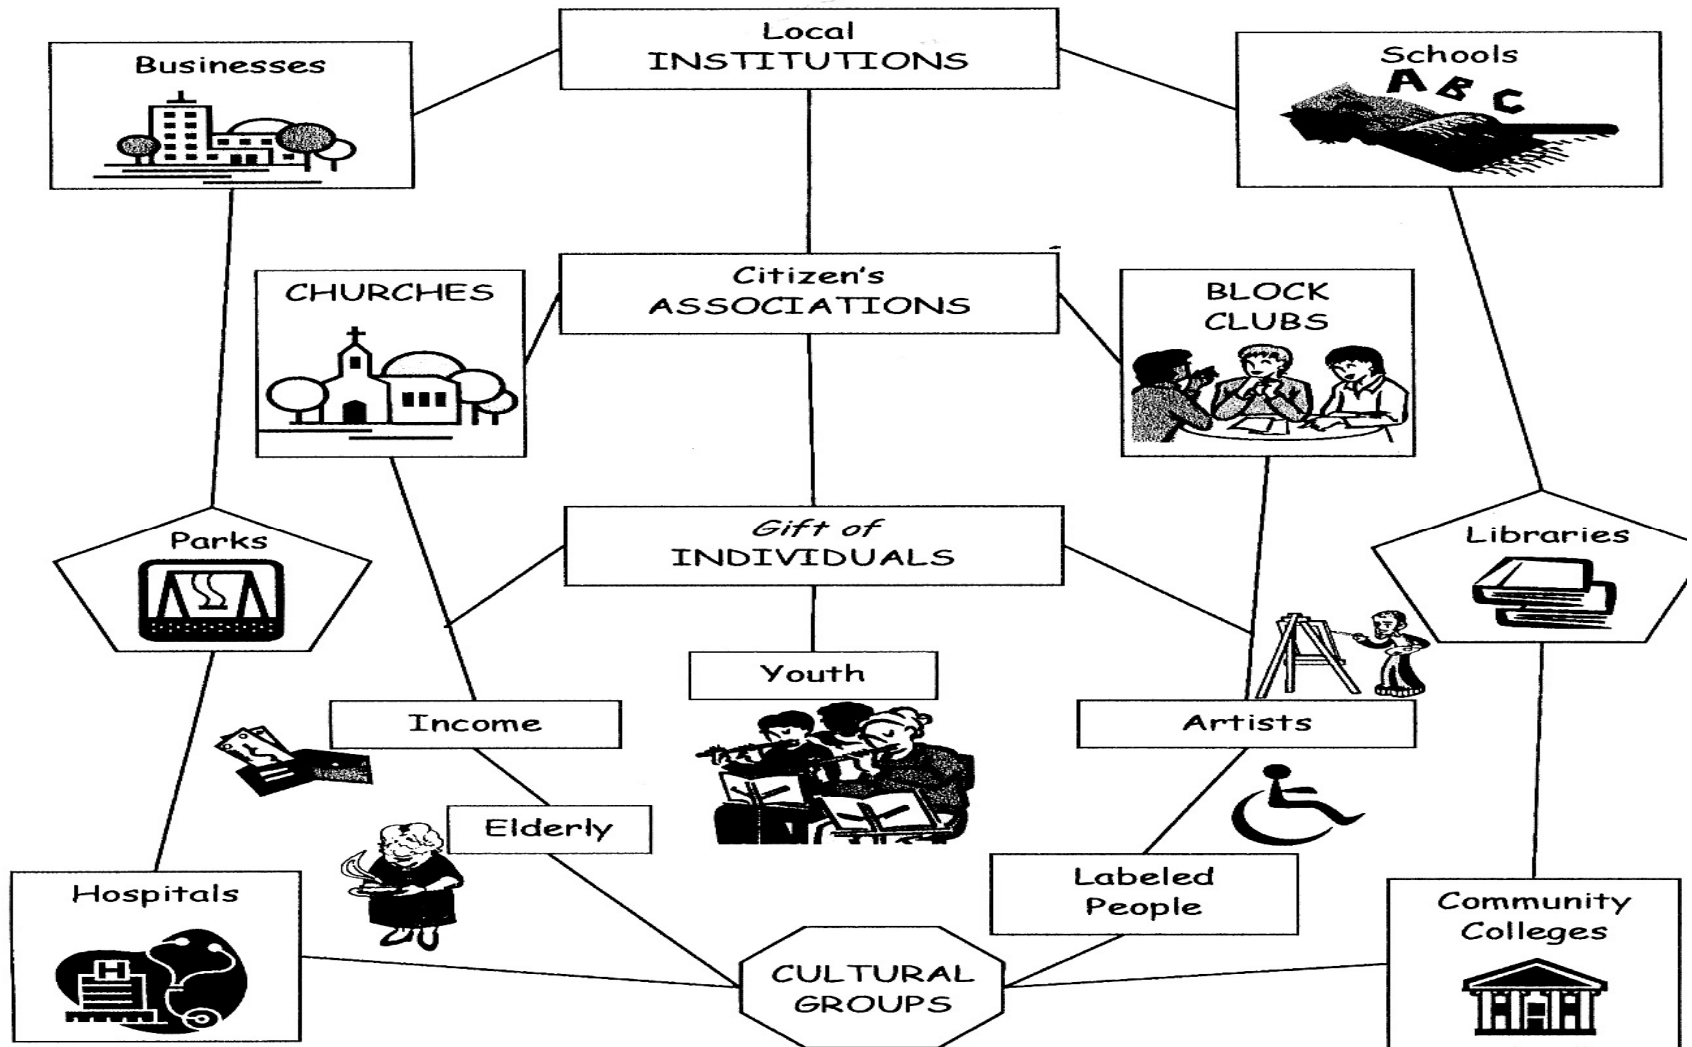 Local
INSTITUTIONS
Businesses
Schools
A B C
Citizen's
ASSOCIATIONS
CHURCHES
BLOCK
CLUBS
Gift of
INDIVIDUALS
Parks
Libraries
Youth
Income
Artists
Elderly
Labeled
People
Hospitals
H
CULTURAL
GROUPS
Community
Colleges